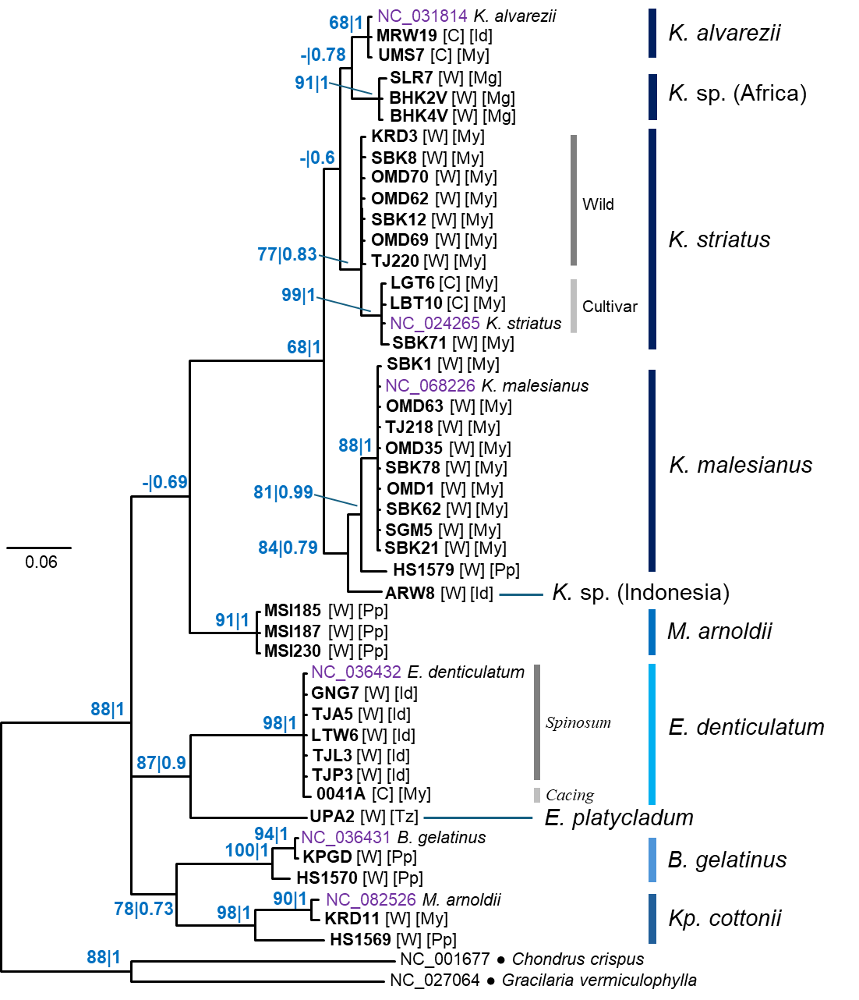 NC_031814 K. alvarezii
68|1
K. alvarezii
MRW19 [C] [Id]
-|0.78
UMS7 [C] [My]
SLR7 [W] [Mg]
91|1
K. sp. (Africa)
BHK2V [W] [Mg]
BHK4V [W] [Mg]
KRD3 [W] [My]
-|0.6
SBK8 [W] [My]
OMD70 [W] [My]
OMD62 [W] [My]
Wild
SBK12 [W] [My]
OMD69 [W] [My]
K. striatus
77|0.83
TJ220 [W] [My]
LGT6 [C] [My]
99|1
LBT10 [C] [My]
Cultivar
NC_024265 K. striatus
SBK71 [W] [My]
68|1
SBK1 [W] [My]
NC_068226 K. malesianus
OMD63 [W] [My]
TJ218 [W] [My]
88|1
OMD35 [W] [My]
SBK78 [W] [My]
K. malesianus
-|0.69
OMD1 [W] [My]
81|0.99
SBK62 [W] [My]
SGM5 [W] [My]
84|0.79
SBK21 [W] [My]
0.06
HS1579 [W] [Pp]
ARW8 [W] [Id]
K. sp. (Indonesia)
MSI185 [W] [Pp]
91|1
MSI187 [W] [Pp]
M. arnoldii
MSI230 [W] [Pp]
NC_036432 E. denticulatum
GNG7 [W] [Id]
88|1
TJA5 [W] [Id]
98|1
Spinosum
E. denticulatum
LTW6 [W] [Id]
87|0.9
TJL3 [W] [Id]
TJP3 [W] [Id]
0041A [C] [My]
Cacing
UPA2 [W] [Tz]
E. platycladum
94|1
NC_036431 B. gelatinus
100|1
KPGD [W] [Pp]
B. gelatinus
HS1570 [W] [Pp]
90|1
NC_082526 M. arnoldii
78|0.73
98|1
KRD11 [W] [My]
Kp. cottonii
HS1569 [W] [Pp]
88|1
NC_001677 ● Chondrus crispus
NC_027064 ● Gracilaria vermiculophylla